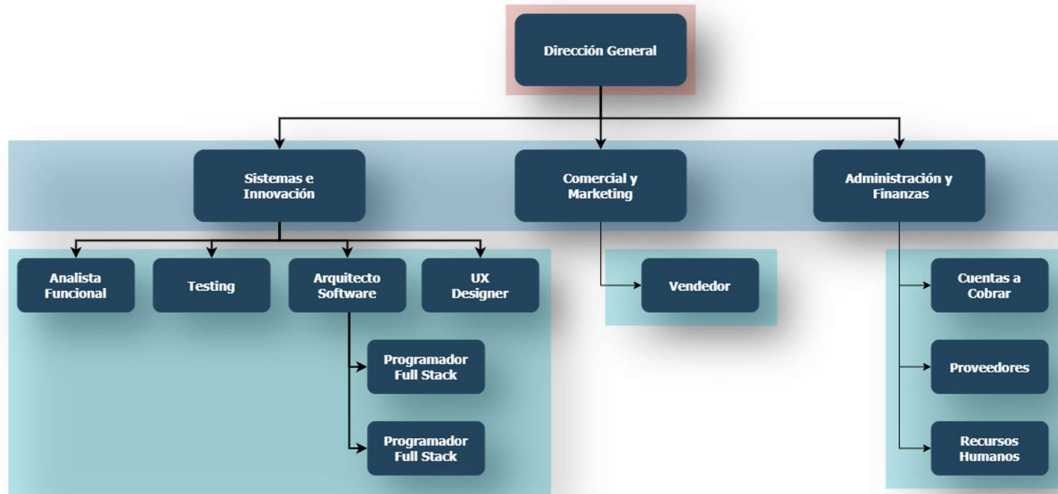 Dirección General
Sistemas e
Innovación
Comercial y
Marketing
Administración y
Finanzas
Analista
Funcional
Testing
Arquitecto
Software
UX
Designer
Vendedor
Cuentas a
Cobrar
Programador
Full Stack
Proveedores
Programador
Full Stack
Recursos
Humanos